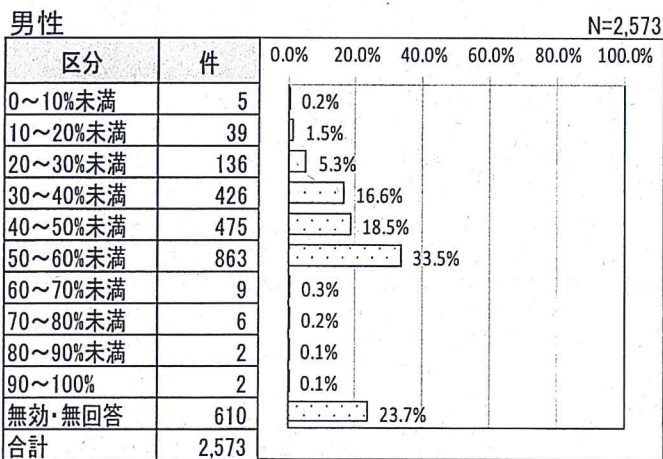 男性 N=2,573
区分 件 0.0% 20.0% 40.0% 60.0% 80.0% 100.0%
0～10%未満 5 0.2%
10～20%未満 39 1.5%
20～30%未満 136 5.3%
30～40%未満 426 16.6%
40～50%未満 475 18.5%
50～60%未満 863 33.5%
60～70%未満 9 0.3%
70～80%未満 6 0.2%
80～90%未満 2 0.1%
90～100% 2 0.1%
無効･無回答 610 23.7%
合計 2,573